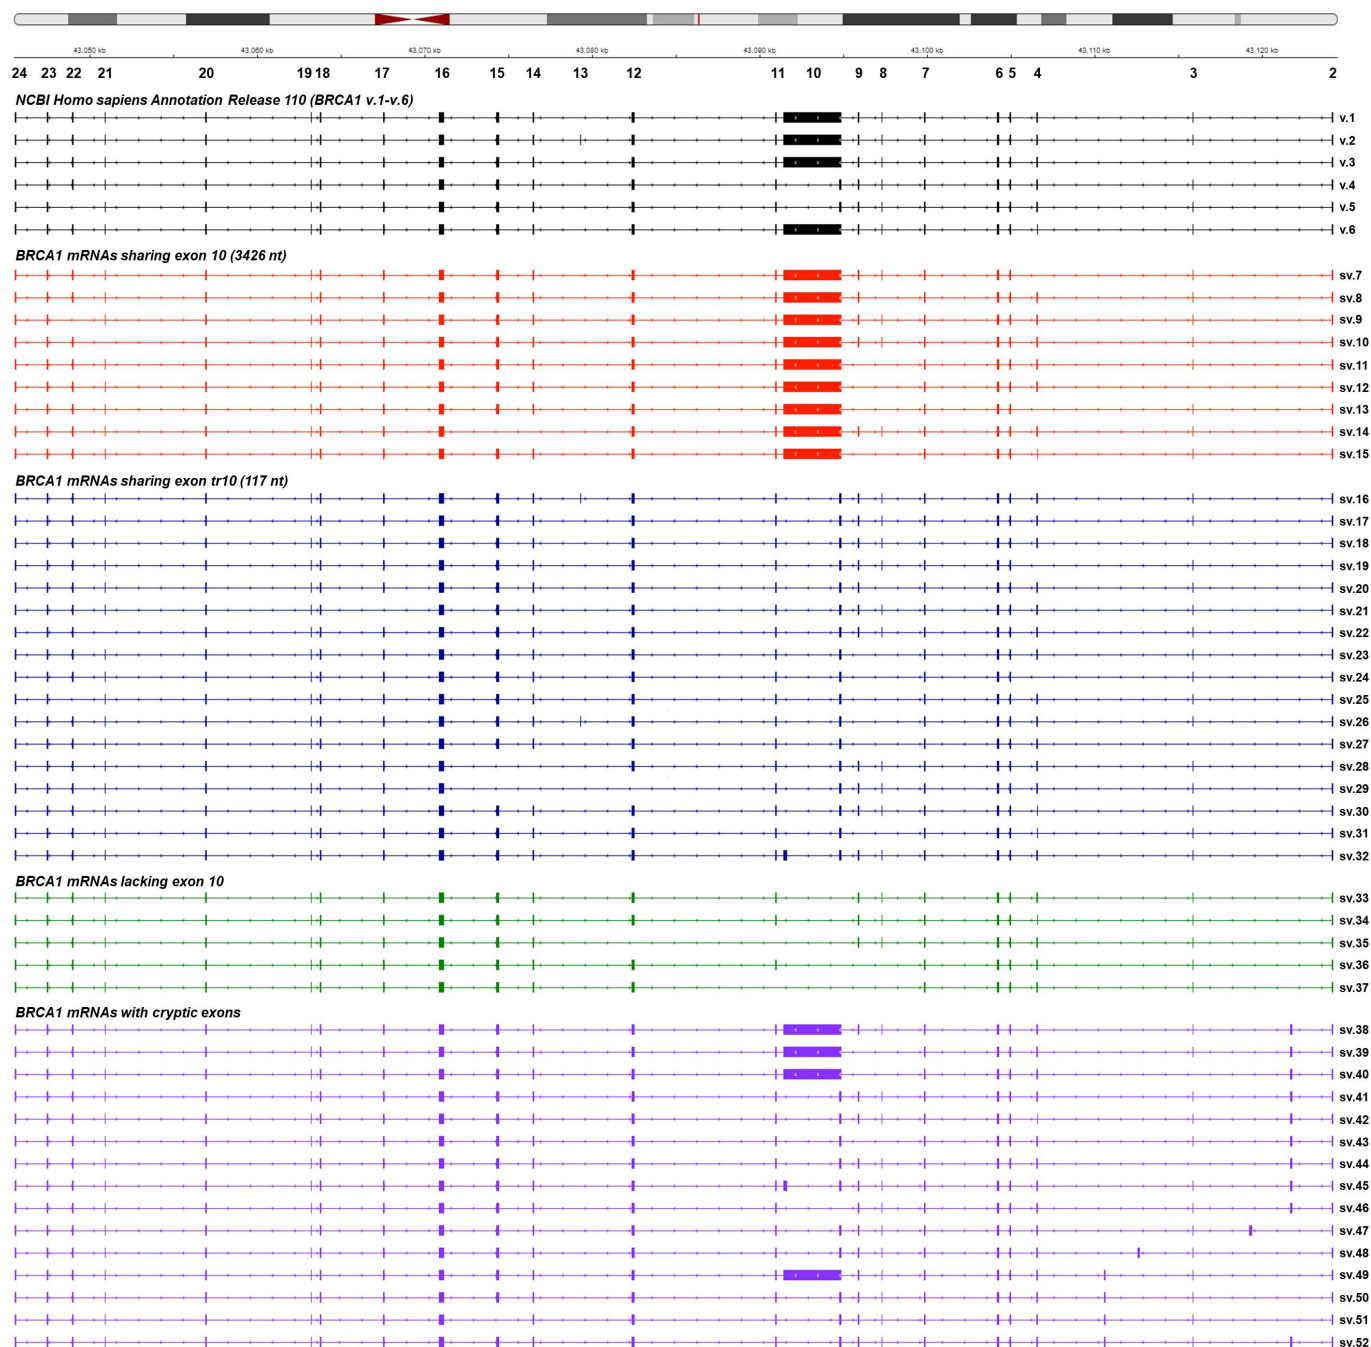 43.050 kb 43.060 kb 43.070 kb 43.080 kb 43.090 kb 43.100 kb 43.110 kb 43.120 kb
24 23 22 21 20 19 18 17 16 15 14 13 12 11 10 9 8 7 6 5 4 3 2
NCBI Homo sapiens Annotation Release 110 (BRCA1 v.1-v.6)
v.1
v.2
v.3
v.4
v.5
v.6
BRCA1 mRNAs sharing exon 10 (3426 nt)
sv.7
sv.8
sv.9
sv.10
sv.11
sv.12
sv.13
sv.14
sv.15
BRCA1 mRNAs sharing exon tr10 (117 nt)
sv.16
sv.17
sv.18
sv.19
sv.20
sv.21
sv.22
sv.23
sv.24
sv.25
sv.26
sv.27
sv.28
sv.29
sv.30
sv.31
sv.32
BRCA1 mRNAs lacking exon 10
sv.33
sv.34
sv.35
sv.36
sv.37
BRCA1 mRNAs with cryptic exons
sv.38
sv.39
sv.40
sv.41
sv.42
sv.43
sv.44
sv.45
sv.46
sv.47
sv.48
sv.49
sv.50
sv.51
sv.52